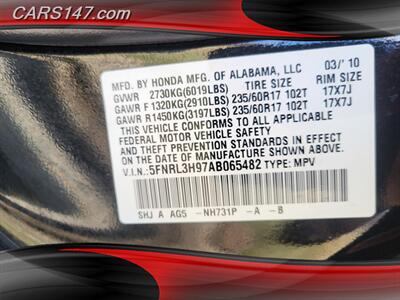 CARS147.com
MFD. BY HONDA MFG. OF ALABAMA, LLC 03/'10
GVWR 2730KG(6019LBS) TIRE SIZE RIM SIZE
GAWR F 1320KG(2910LBS) 235/60R17 102T 17X7J
GAWR R1450KG(3197LBS) 235/60R17 102T 17X7J
THIS VEHICLE CONFORMS TO ALL APPLICABLE
FEDERAL MOTOR VEHICLE SAFETY
STANDARDS IN EFFECT ON THE DATE OF
MANUFACTURE SHOWN ABOVE.
V.I.N.:5FNRL3H97AB065482 TYPE: MPV
SHJ A AG5 -NH731P -A -B